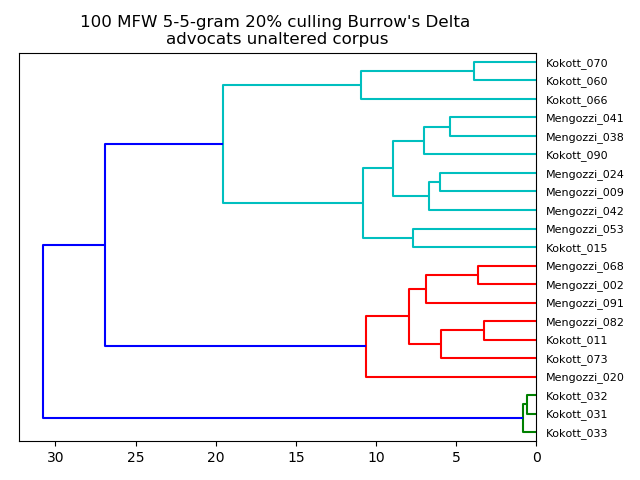 100 MFW 5-5-gram 20% culling Burrow's Delta
advocats unaltered corpus
Kokott_070
Kokott_060
Kokott_066
Mengozzi_041
Mengozzi_038
Kokott_090
Mengozzi_024
Mengozzi_009
Mengozzi_042
Mengozzi_053
Kokott_015
Mengozzi_068
Mengozzi_002
Mengozzi_091
Mengozzi_082
Kokott_011
Kokott_073
Mengozzi_020
Kokott_032
Kokott_031
Kokott_033
30 25 20 15 10 5 0